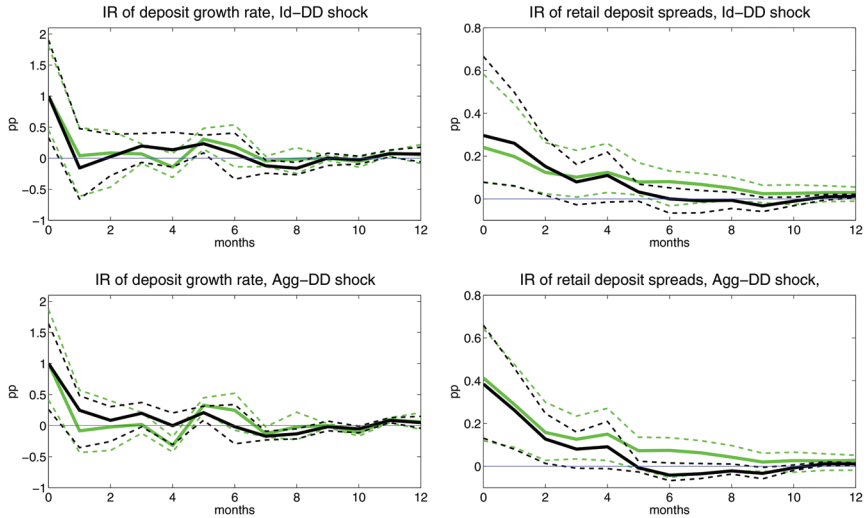 IR of deposit growth rate, Id−DD shock
2
1.5
1
0.5
0
−0.5
−1
pp
0 2 4 6 8 10 12
months
IR of retail deposit spreads, Id−DD shock
0.8
0.6
0.4
0.2
0
pp
0 2 4 6 8 10 12
months
IR of deposit growth rate, Agg−DD shock
2
1.5
1
0.5
0
−0.5
−1
pp
0 2 4 6 8 10 12
months
IR of retail deposit spreads, Agg−DD shock,
0.8
0.6
0.4
0.2
0
pp
0 2 4 6 8 10 12
months